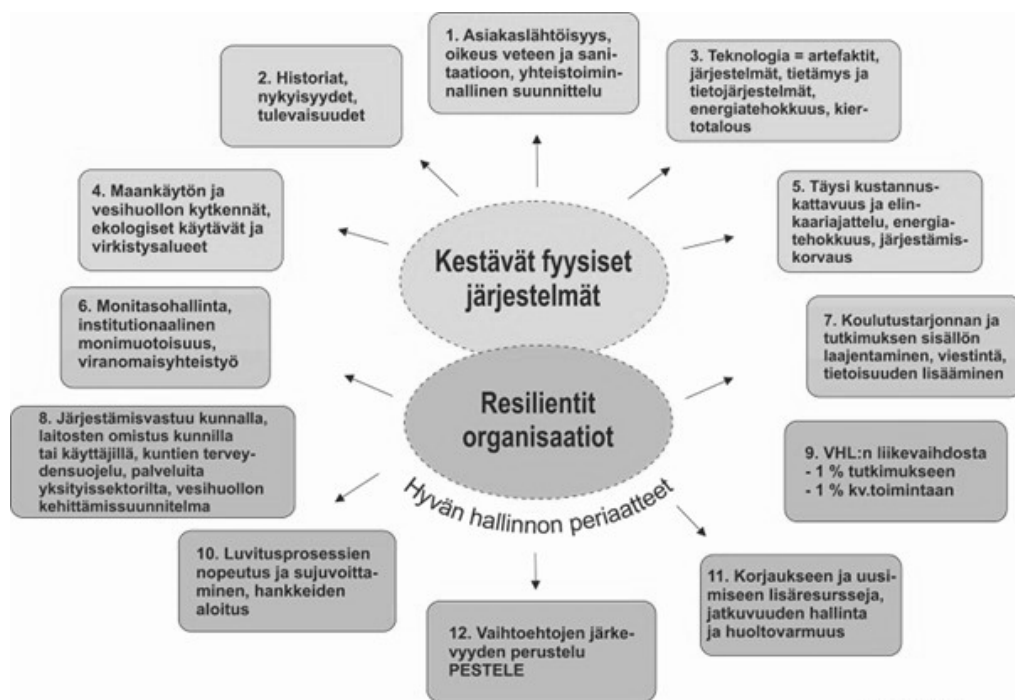 1. Asiakaslähtöisyys,
oikeus veteen ja sani-
taatioon, yhteistoimin-
nallinen suunnittelu
2. Historiat,
nykyisyydet,
tulevaisuudet
3. Teknologia = artefaktit,
järjestelmät, tietämys ja
tietojärjestelmät,
energiatehokkuus, kier-
totalous
4. Maankäytön ja
vesihuollon kytkennät,
ekologiset käytävät ja
virkistysalueet
5. Täysi kustannus-
kattavuus ja elin-
kaariajattelu, energia-
tehokkuus, järjestämis-
korvaus
Kestävät fyysiset
järjestelmät
6. Monitasohallinta,
institutionaalinen
monimuotoisuus,
viranomaisyhteistyö
7. Koulutustarjonnan ja
tutkimuksen sisällön
laajentaminen, viestintä,
tietoisuuden lisääminen
Resilientit
organisaatiot
8. Järjestämisvastuu kunnalla,
laitosten omistus kunnilla
tai käyttäjillä, kuntien tervey-
densuojelu, palveluita
yksityissektorilta, vesihuollon
kehittämissuunnitelma
9. VHL:n liikevaihdosta
- 1 % tutkimukseen
- 1 % kv.toimintaan
Hyvän hallinnon periaatteet
10. Luvitusprosessien
nopeutus ja sujuvoitta-
minen, hankkeiden
aloitus
11. Korjaukseen ja uusi-
miseen lisäresursseja,
jatkuvuuden hallinta
ja huoltovarmuus
12. Vaihtoehtojen järke-
vyyden perustelu
PESTELE